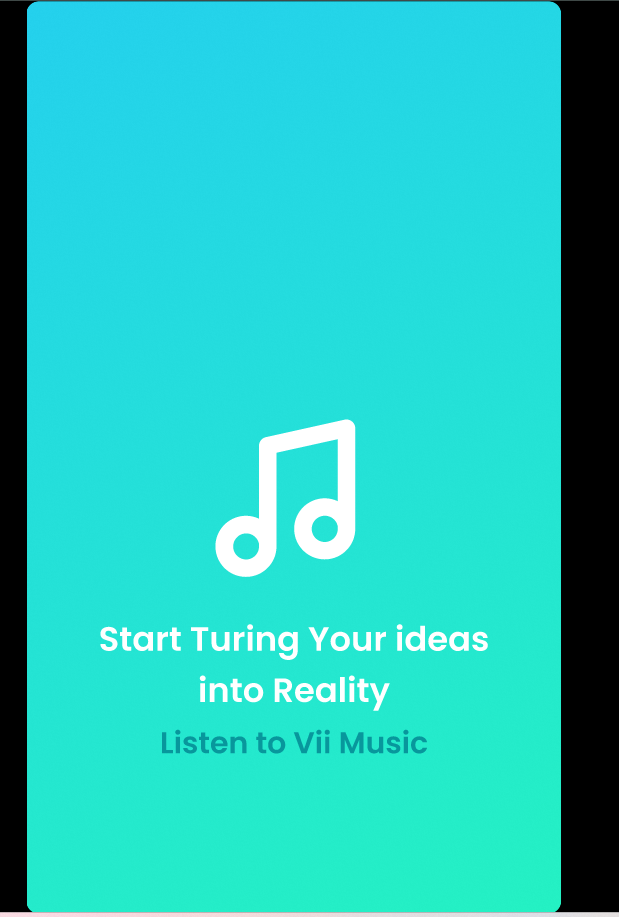 Start Turing Your ideas
into Reality
Listen to Vii Music